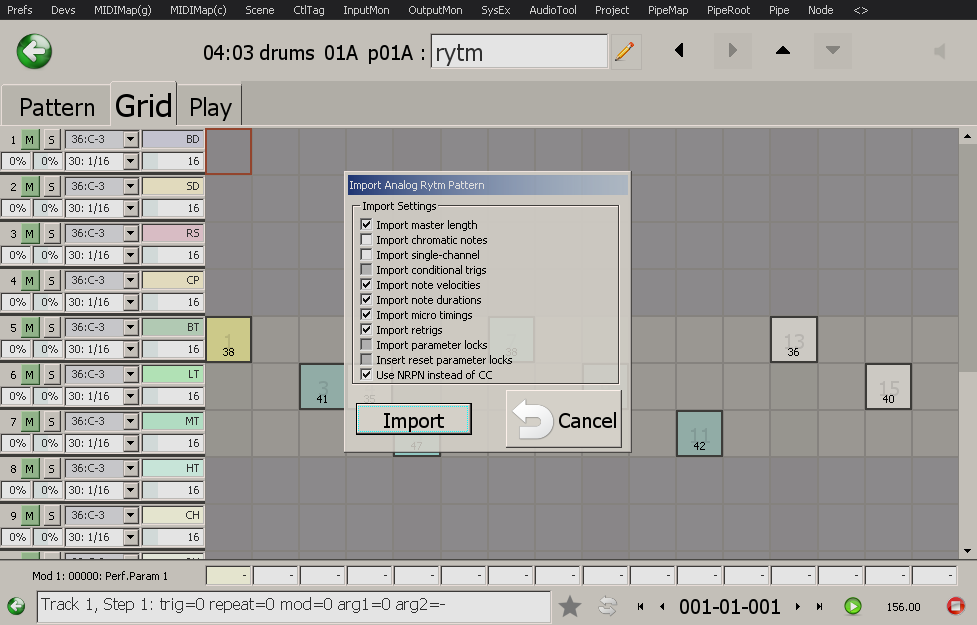 Prefs Devs MIDIMap(g) MIDIMap(c) Scene CtlTag InputMon OutputMon SysEx AudioTool Project PipeMap PipeRoot Pipe Node <>
04:03 drums 01A p01A : rytm
Pattern Grid Play
1 M S 36:C-3 BD
0% 0% 30: 1/16 16
2 M S 36:C-3 SD
0% 0% 30: 1/16 16
3 M S 36:C-3 RS
0% 0% 30: 1/16 16
4 M S 36:C-3 CP
0% 0% 30: 1/16 16
5 M S 36:C-3 BT
0% 0% 30: 1/16 16
6 M S 36:C-3 LT
0% 0% 30: 1/16 16
7 M S 36:C-3 MT
0% 0% 30: 1/16 16
8 M S 36:C-3 HT
0% 0% 30: 1/16 16
9 M S 36:C-3 CH
0% 0% 30: 1/16 16
1
38
38
13
36
3
41
35
15
40
47
11
42
Import Analog Rytm Pattern
Import Settings
Import master length
Import chromatic notes
Import single-channel
Import conditional trigs
Import note velocities
Import note durations
Import micro timings
Import retrigs
Import parameter locks
Insert reset parameter locks
Use NRPN instead of CC
Import Cancel
Mod 1: 00000: Perf.Param 1 - - - - - - - - - - - - - - - -
Track 1, Step 1: trig=0 repeat=0 mod=0 arg1=0 arg2=- 001-01-001 156.00